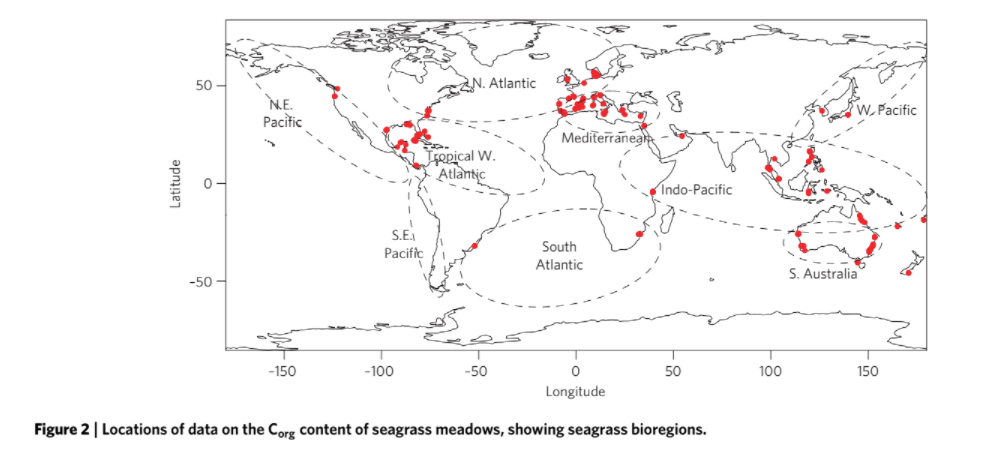 50
0
−50
Latitude
N.E.
Pacific
N. Atlantic
Mediterranean
W. Pacific
Tropical W.
Atlantic
Indo-Pacific
S.E.
Pacific
South
Atlantic
S. Australia
-150
-100
-50
0
50
100
150
Longitude
Figure 2 | Locations of data on the Corg content of seagrass meadows, showing seagrass bioregions.